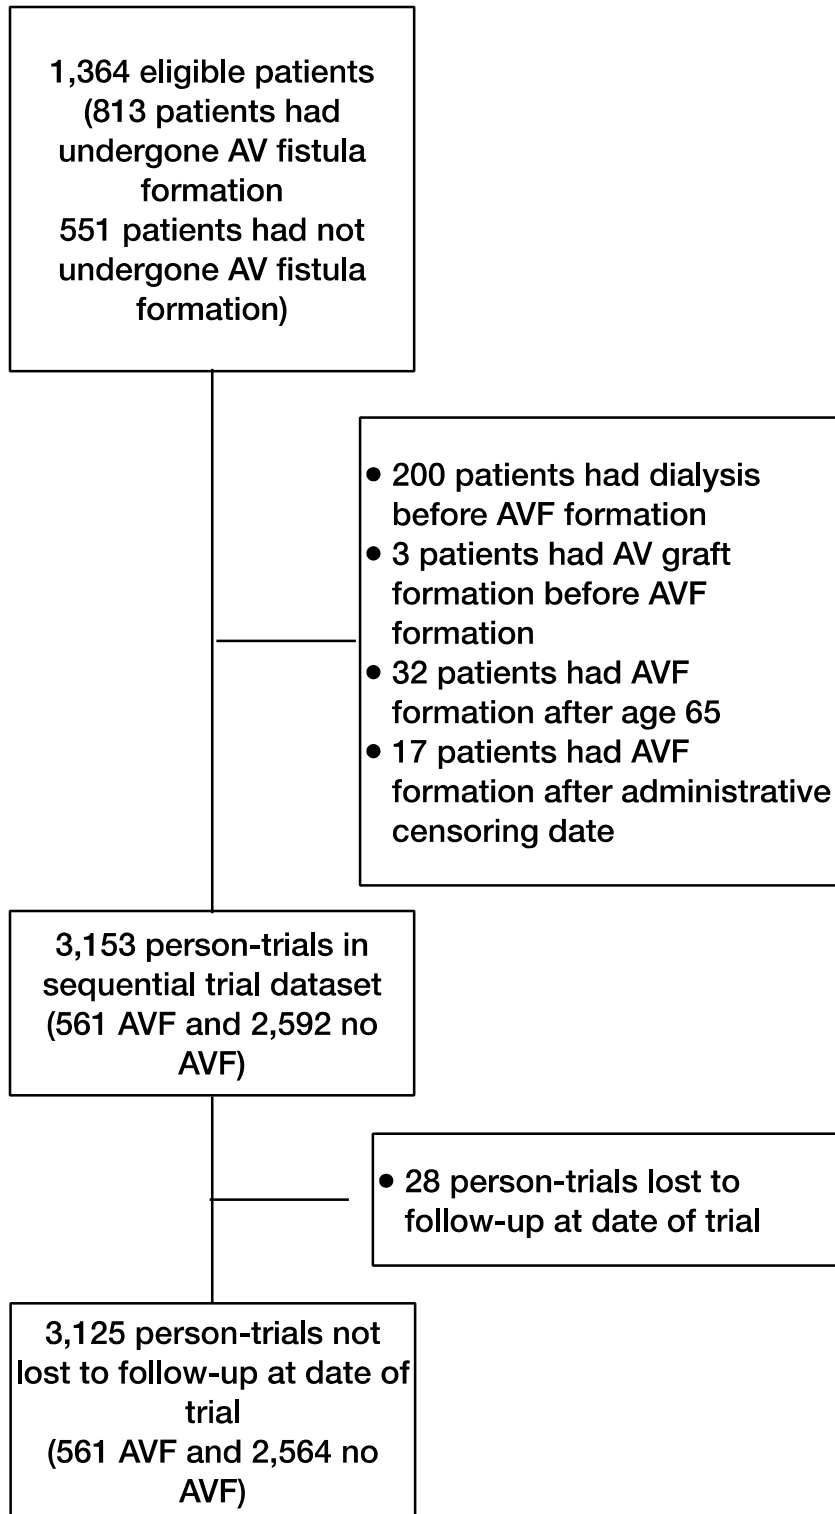 1,364 eligible patients
(813 patients had
undergone AV fistula
formation
551 patients had not
undergone AV fistula
formation)
• 200 patients had dialysis
before AVF formation
• 3 patients had AV graft
formation before AVF
formation
• 32 patients had AVF
formation after age 65
• 17 patients had AVF
formation after administrative
censoring date
3,153 person-trials in
sequential trial dataset
(561 AVF and 2,592 no
AVF)
• 28 person-trials lost to
follow-up at date of trial
3,125 person-trials not
lost to follow-up at date of
trial
(561 AVF and 2,564 no
AVF)